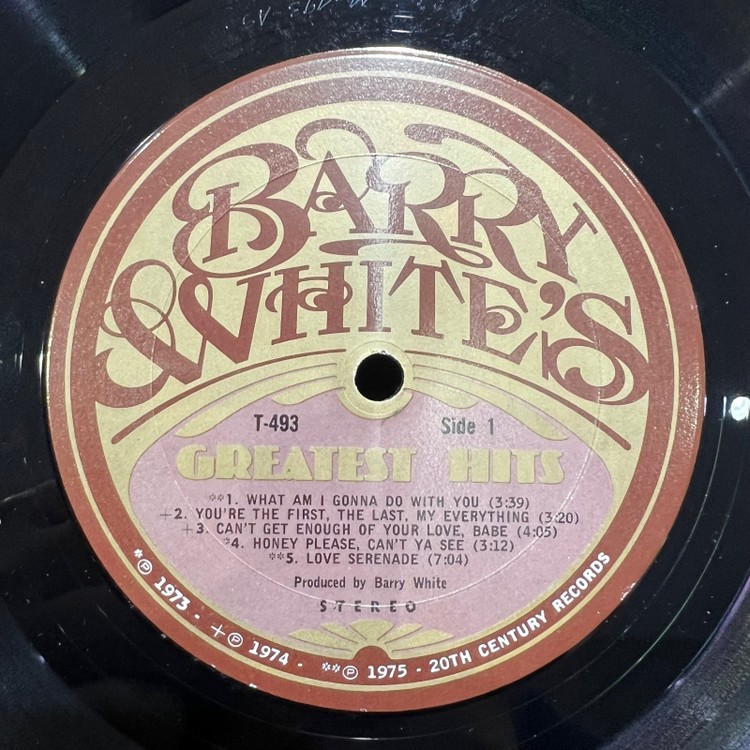 BARRY
WHITE'S
T-493 Side 1
GREATEST HITS
**1. WHAT AM I GONNA DO WITH YOU (3:39)
+2. YOU'RE THE FIRST, THE LAST, MY EVERYTHING (3:20)
+3. CAN'T GET ENOUGH OF YOUR LOVE, BABE (4:05)
*4. HONEY PLEASE, CAN'T YA SEE (3:12)
**5. LOVE SERENADE (7:04)
Produced by Barry White
STEREO
*℗ 1973 - +℗ 1974 - **℗ 1975 - 20TH CENTURY RECORDS